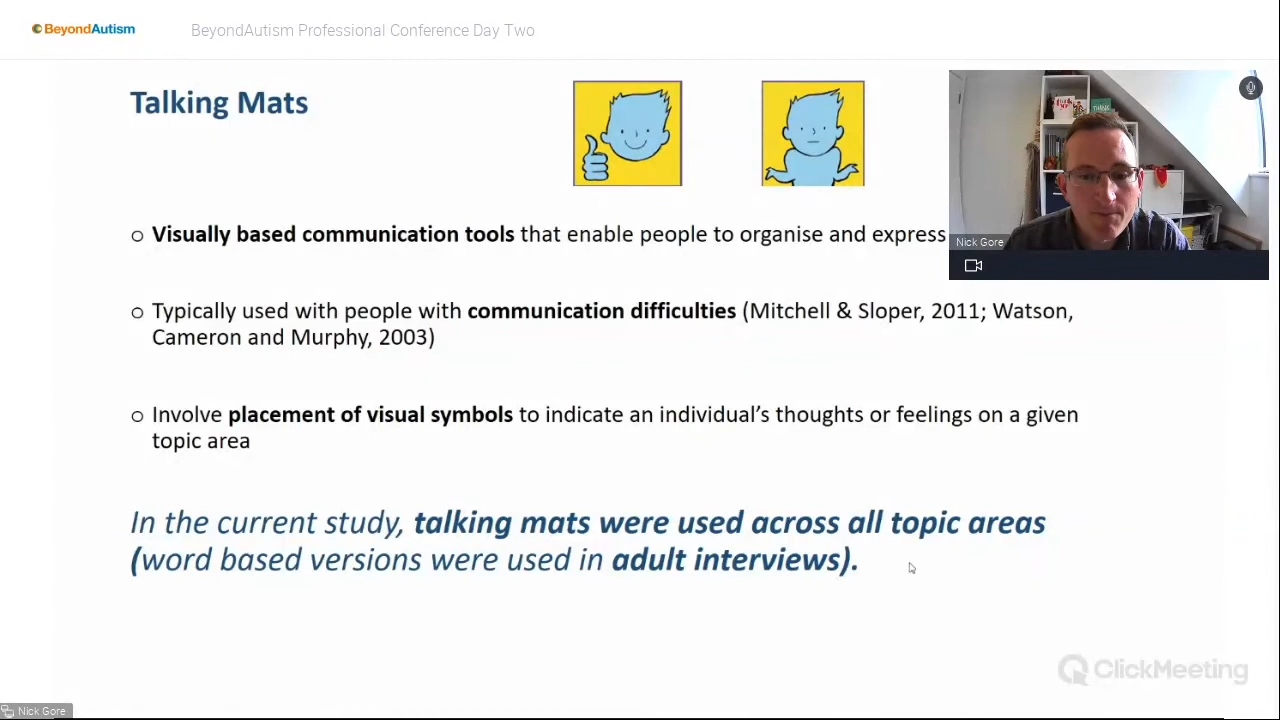 BeyondAutism
BeyondAutism Professional Conference Day Two
Talking Mats
Nick Gore
o Visually based communication tools that enable people to organise and express
o Typically used with people with communication difficulties (Mitchell & Sloper, 2011; Watson,
Cameron and Murphy, 2003)
o Involve placement of visual symbols to indicate an individual’s thoughts or feelings on a given
topic area
In the current study, talking mats were used across all topic areas
(word based versions were used in adult interviews).
ClickMeeting
Nick Gore